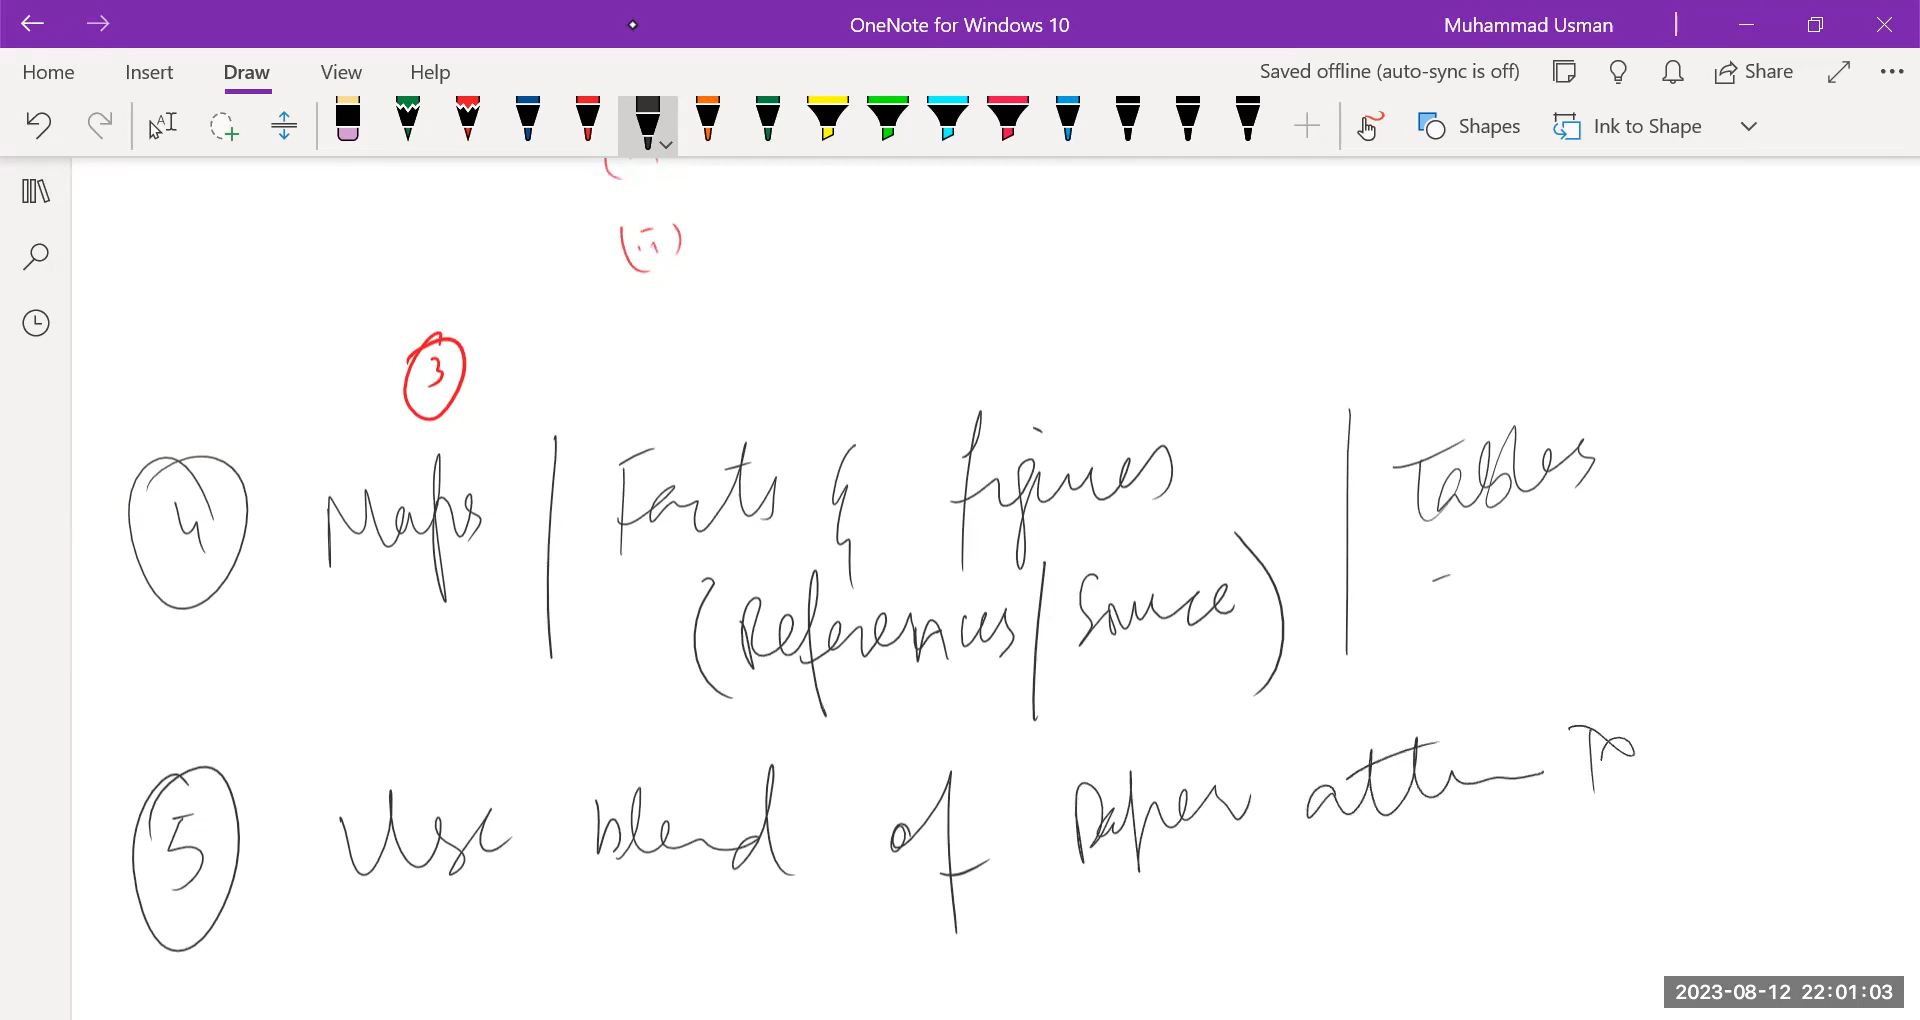 OneNote for Windows 10
Muhammad Usman
Home Insert Draw View Help
Saved offline (auto-sync is off) Share
Shapes Ink to Shape
(ii)
3
4 Maps | Facts & figures | Tables
(References / Source)
5 Use blend of Paper
2023-08-12 22:01:03